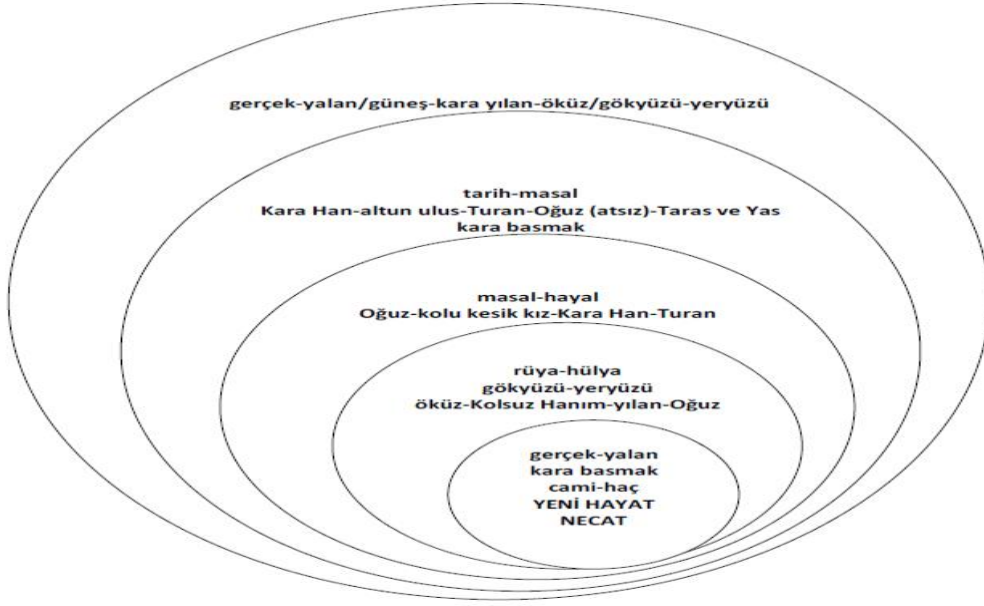 gerçek-yalan/güneş-kara yılan-öküz/gökyüzü-yeryüzü
tarih-masal
Kara Han-altun ulus-Turan-Oğuz (atsız)-Taras ve Yas
kara basmak
masal-hayal
Oğuz-kolu kesik kız-Kara Han-Turan
rüya-hülya
gökyüzü-yeryüzü
öküz-Kolsuz Hanım-yılan-Oğuz
gerçek-yalan
kara basmak
cami-haç
YENİ HAYAT
NECAT